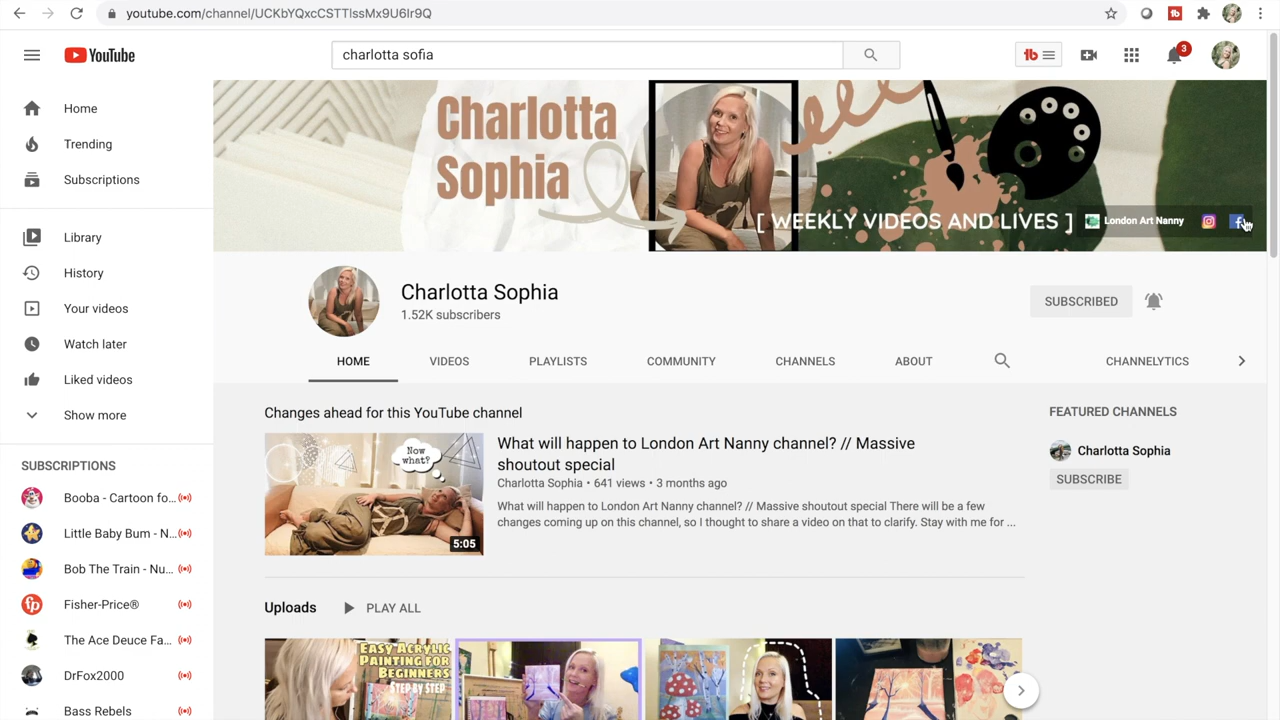 youtube.com/channel/UCKbYQxcCSTTlssMx9U6Ir9Q
YouTube
charlotta sofia
tb
3
Home
Trending
Subscriptions
Library
History
Your videos
Watch later
Liked videos
Show more
SUBSCRIPTIONS
Booba - Cartoon fo...
Little Baby Bum - N...
Bob The Train - Nu...
fp Fisher-Price®
The Ace Deuce Fa...
DrFox2000
Bass Rebels
Charlotta
Sophia
[ WEEKLY VIDEOS AND LIVES ]
London Art Nanny
Charlotta Sophia
1.52K subscribers
SUBSCRIBED
HOME VIDEOS PLAYLISTS COMMUNITY CHANNELS ABOUT CHANNELYTICS
Changes ahead for this YouTube channel
Now what?
5:05
What will happen to London Art Nanny channel? // Massive
shoutout special
Charlotta Sophia • 641 views • 3 months ago
What will happen to London Art Nanny channel? // Massive shoutout special There will be a few
changes coming up on this channel, so I thought to share a video on that to clarify. Stay with me for ...
FEATURED CHANNELS
Charlotta Sophia
SUBSCRIBE
Uploads PLAY ALL
EASY ACRYLIC
PAINTING FOR
BEGINNERS
STEP BY STEP